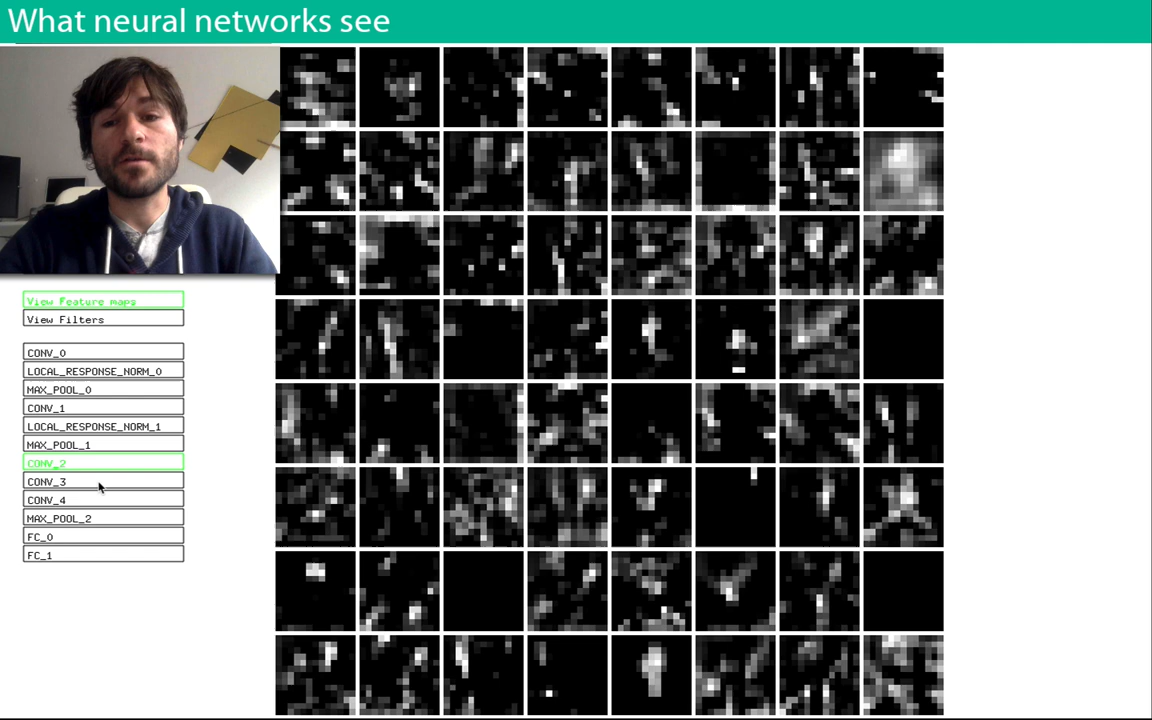 What neural networks see
View Feature maps
View Filters
CONV_0
LOCAL_RESPONSE_NORM_0
MAX_POOL_0
CONV_1
LOCAL_RESPONSE_NORM_1
MAX_POOL_1
CONV_2
CONV_3
CONV_4
MAX_POOL_2
FC_0
FC_1